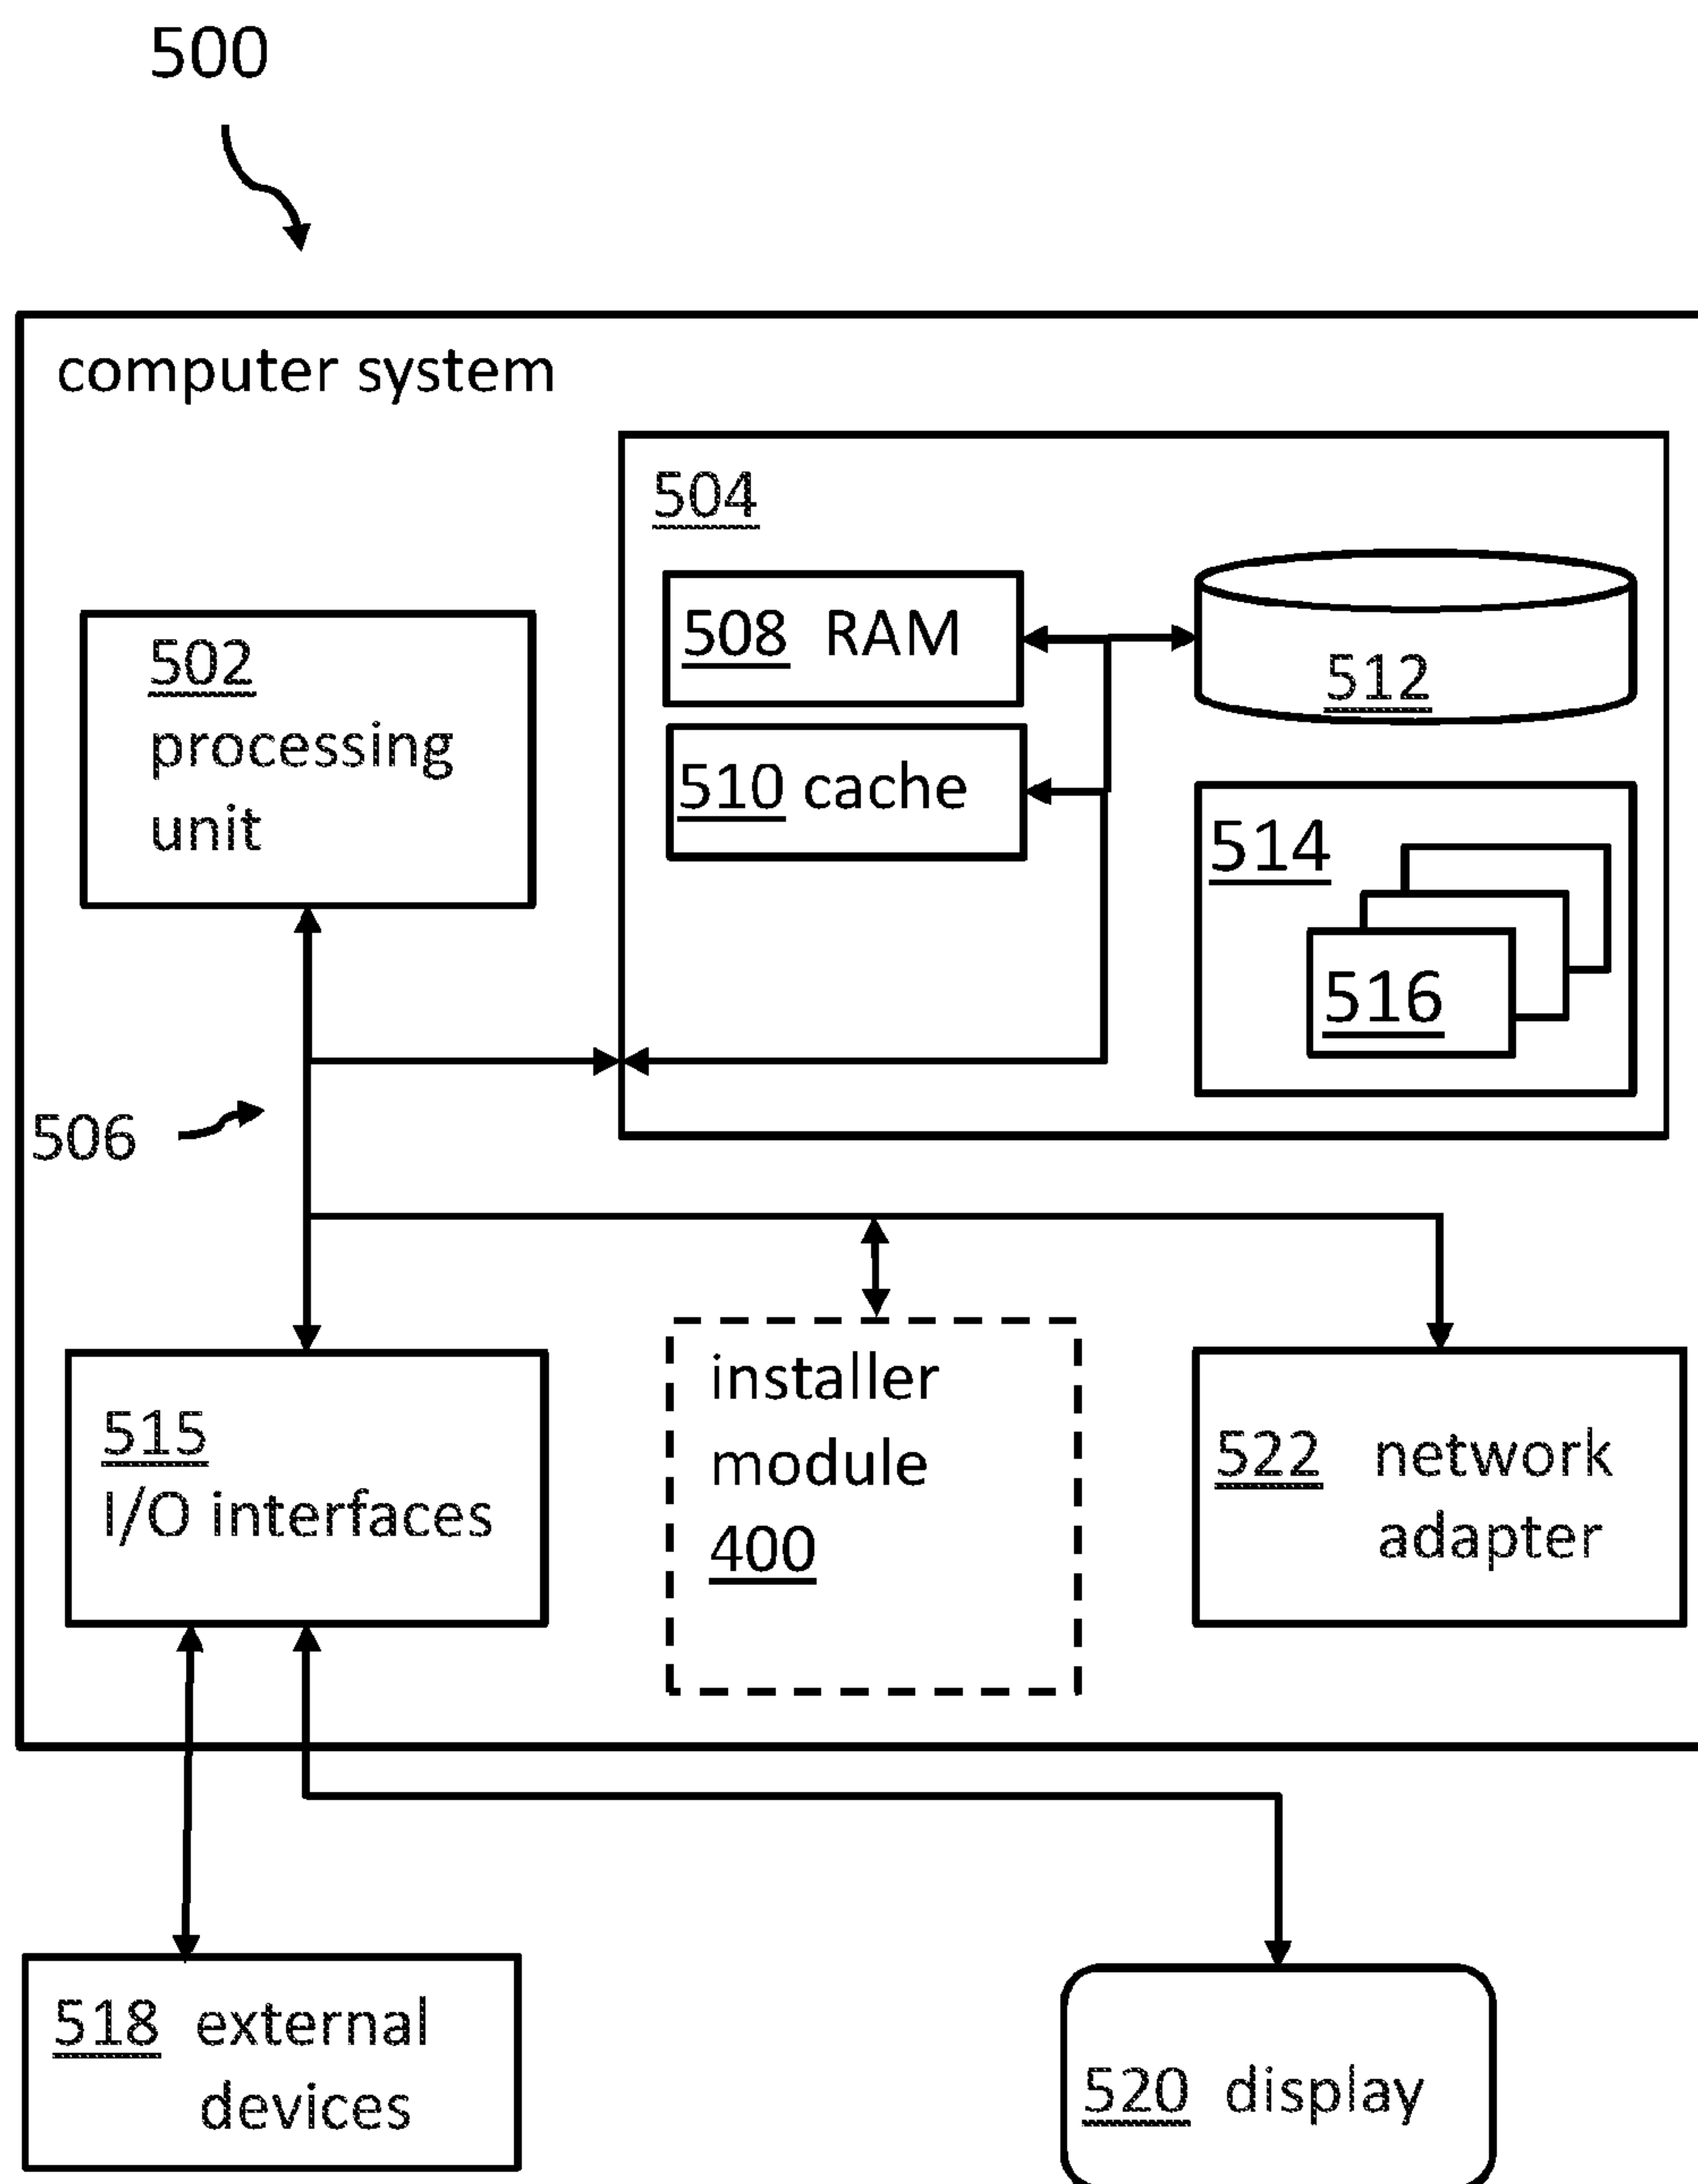 500
computer system
504
508 RAM
512
502
processing
unit
510 cache
514
516
506
515
I/O interfaces
installer
module
400
522 network
adapter
518 external
devices
520 display